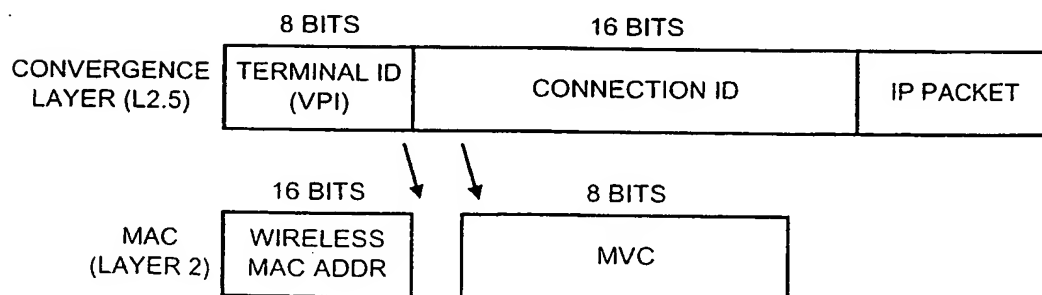 8 BITS 16 BITS
CONVERGENCE LAYER (L2.5)
TERMINAL ID (VPI)
CONNECTION ID
IP PACKET
16 BITS 8 BITS
MAC (LAYER 2)
WIRELESS MAC ADDR
MVC